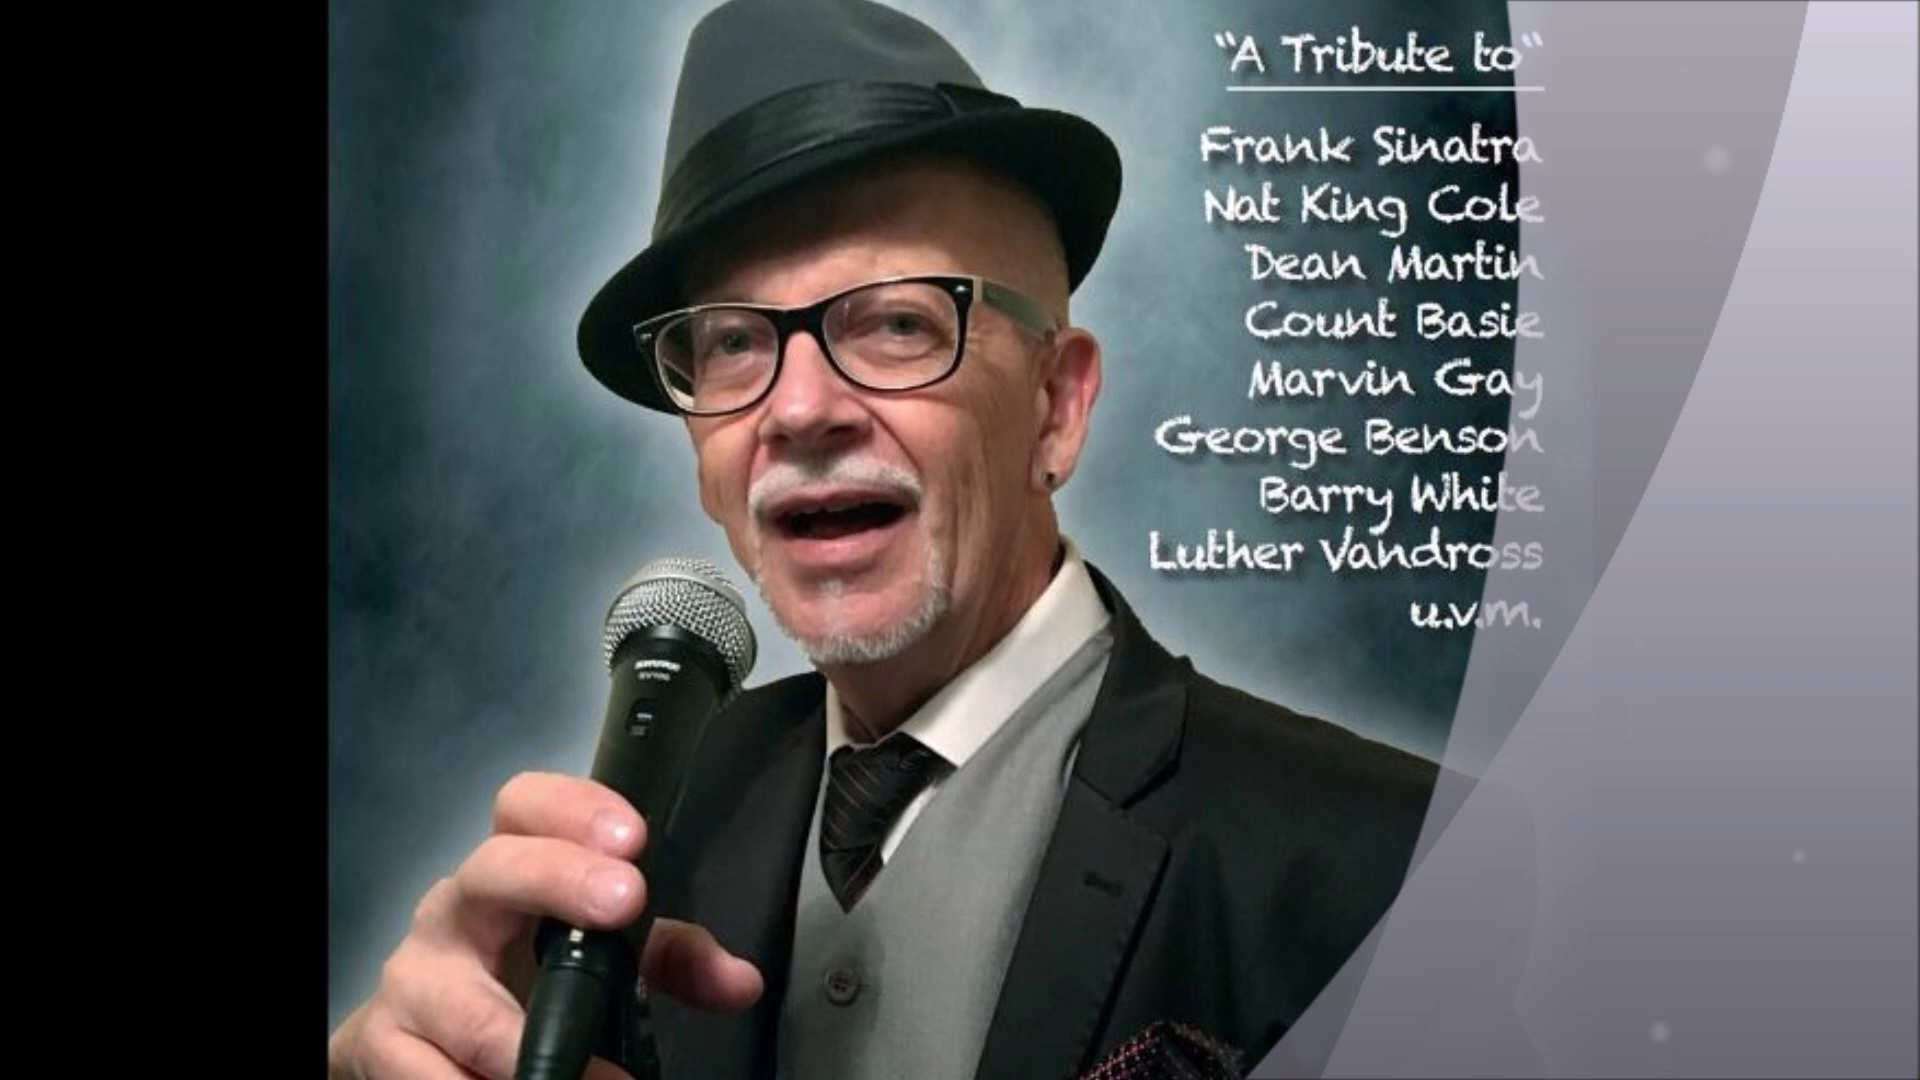 “A Tribute to“
Frank Sinatra
Nat King Cole
Dean Martin
Count Basie
Marvin Gay
George Benson
Barry White
Luther Vandross
u.v.m.
SHURE